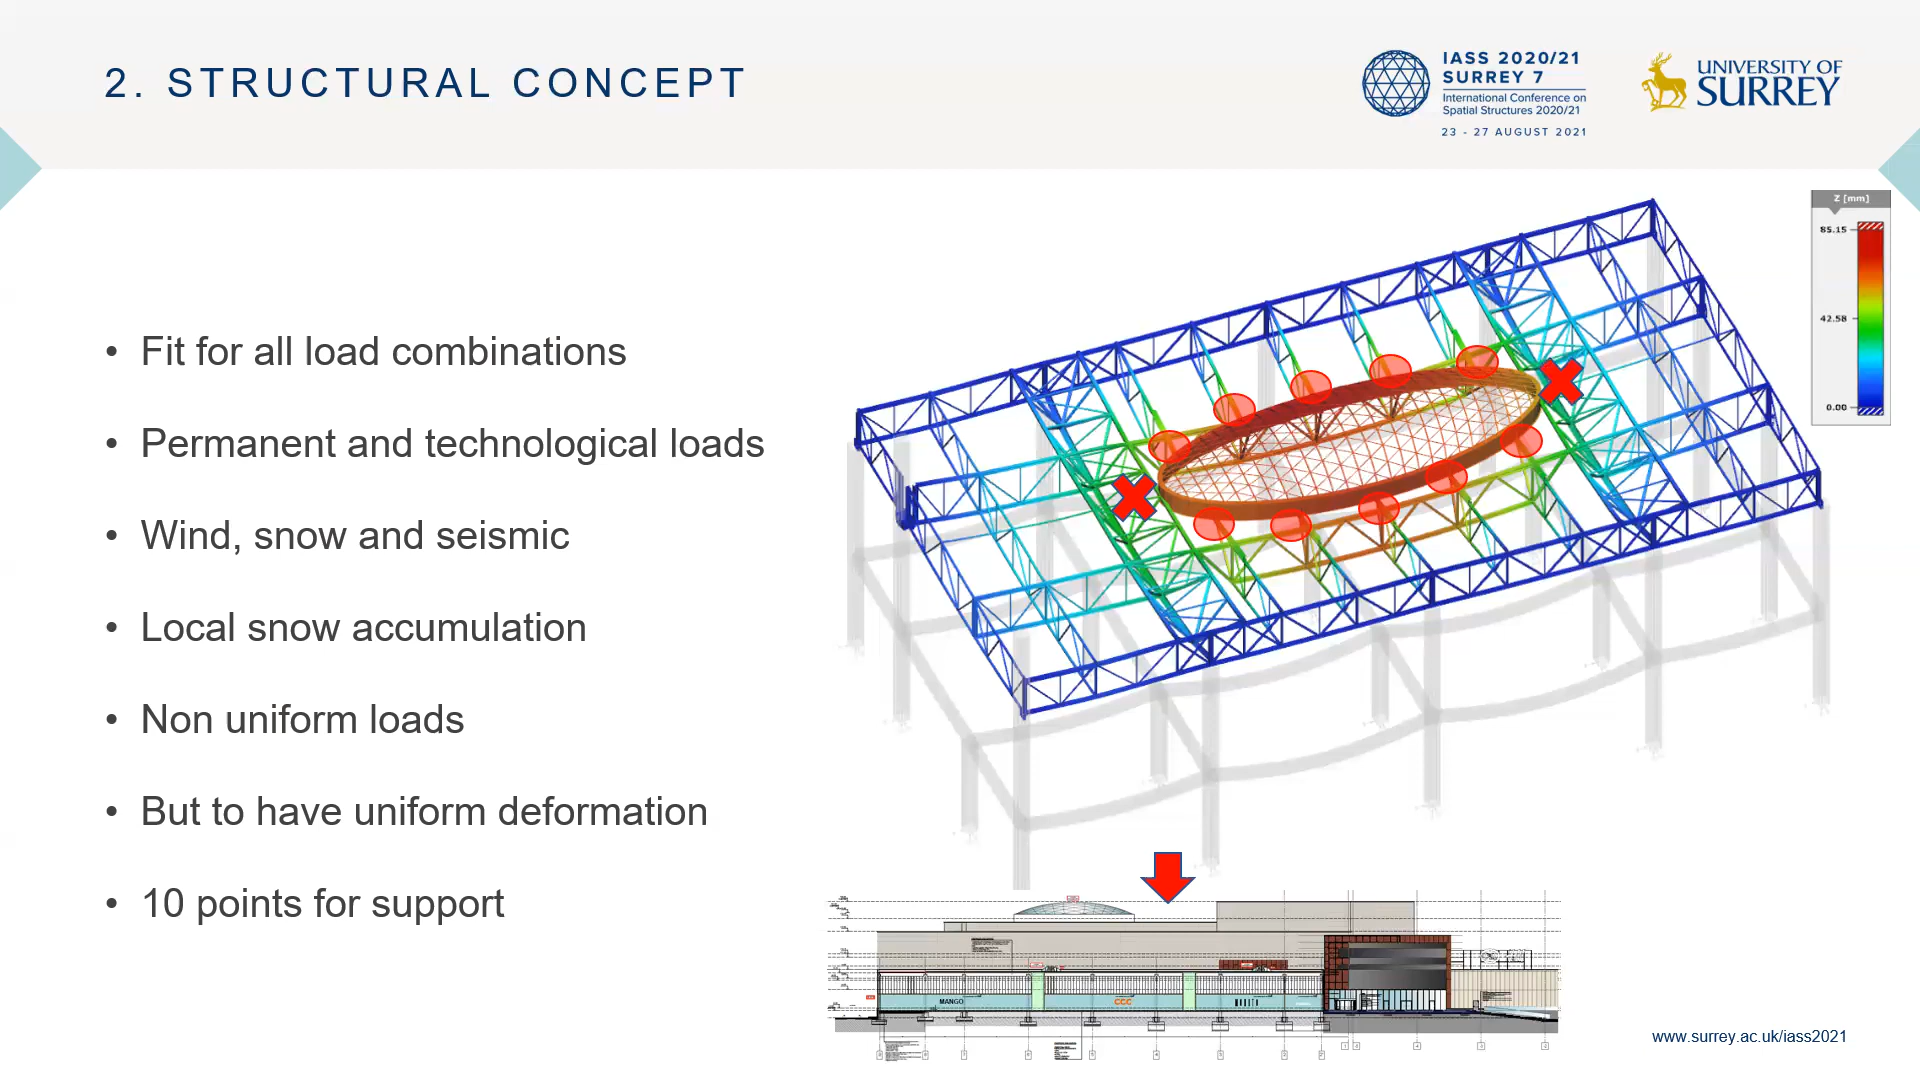 2. STRUCTURAL CONCEPT
IASS 2020/21
SURREY 7
International Conference on
Spatial Structures 2020/21
23 - 27 AUGUST 2021
UNIVERSITY OF
SURREY
• Fit for all load combinations
• Permanent and technological loads
• Wind, snow and seismic
• Local snow accumulation
• Non uniform loads
• But to have uniform deformation
• 10 points for support
Z [mm]
85.15
42.58
0.00
MANGO
CCC
www.surrey.ac.uk/iass2021